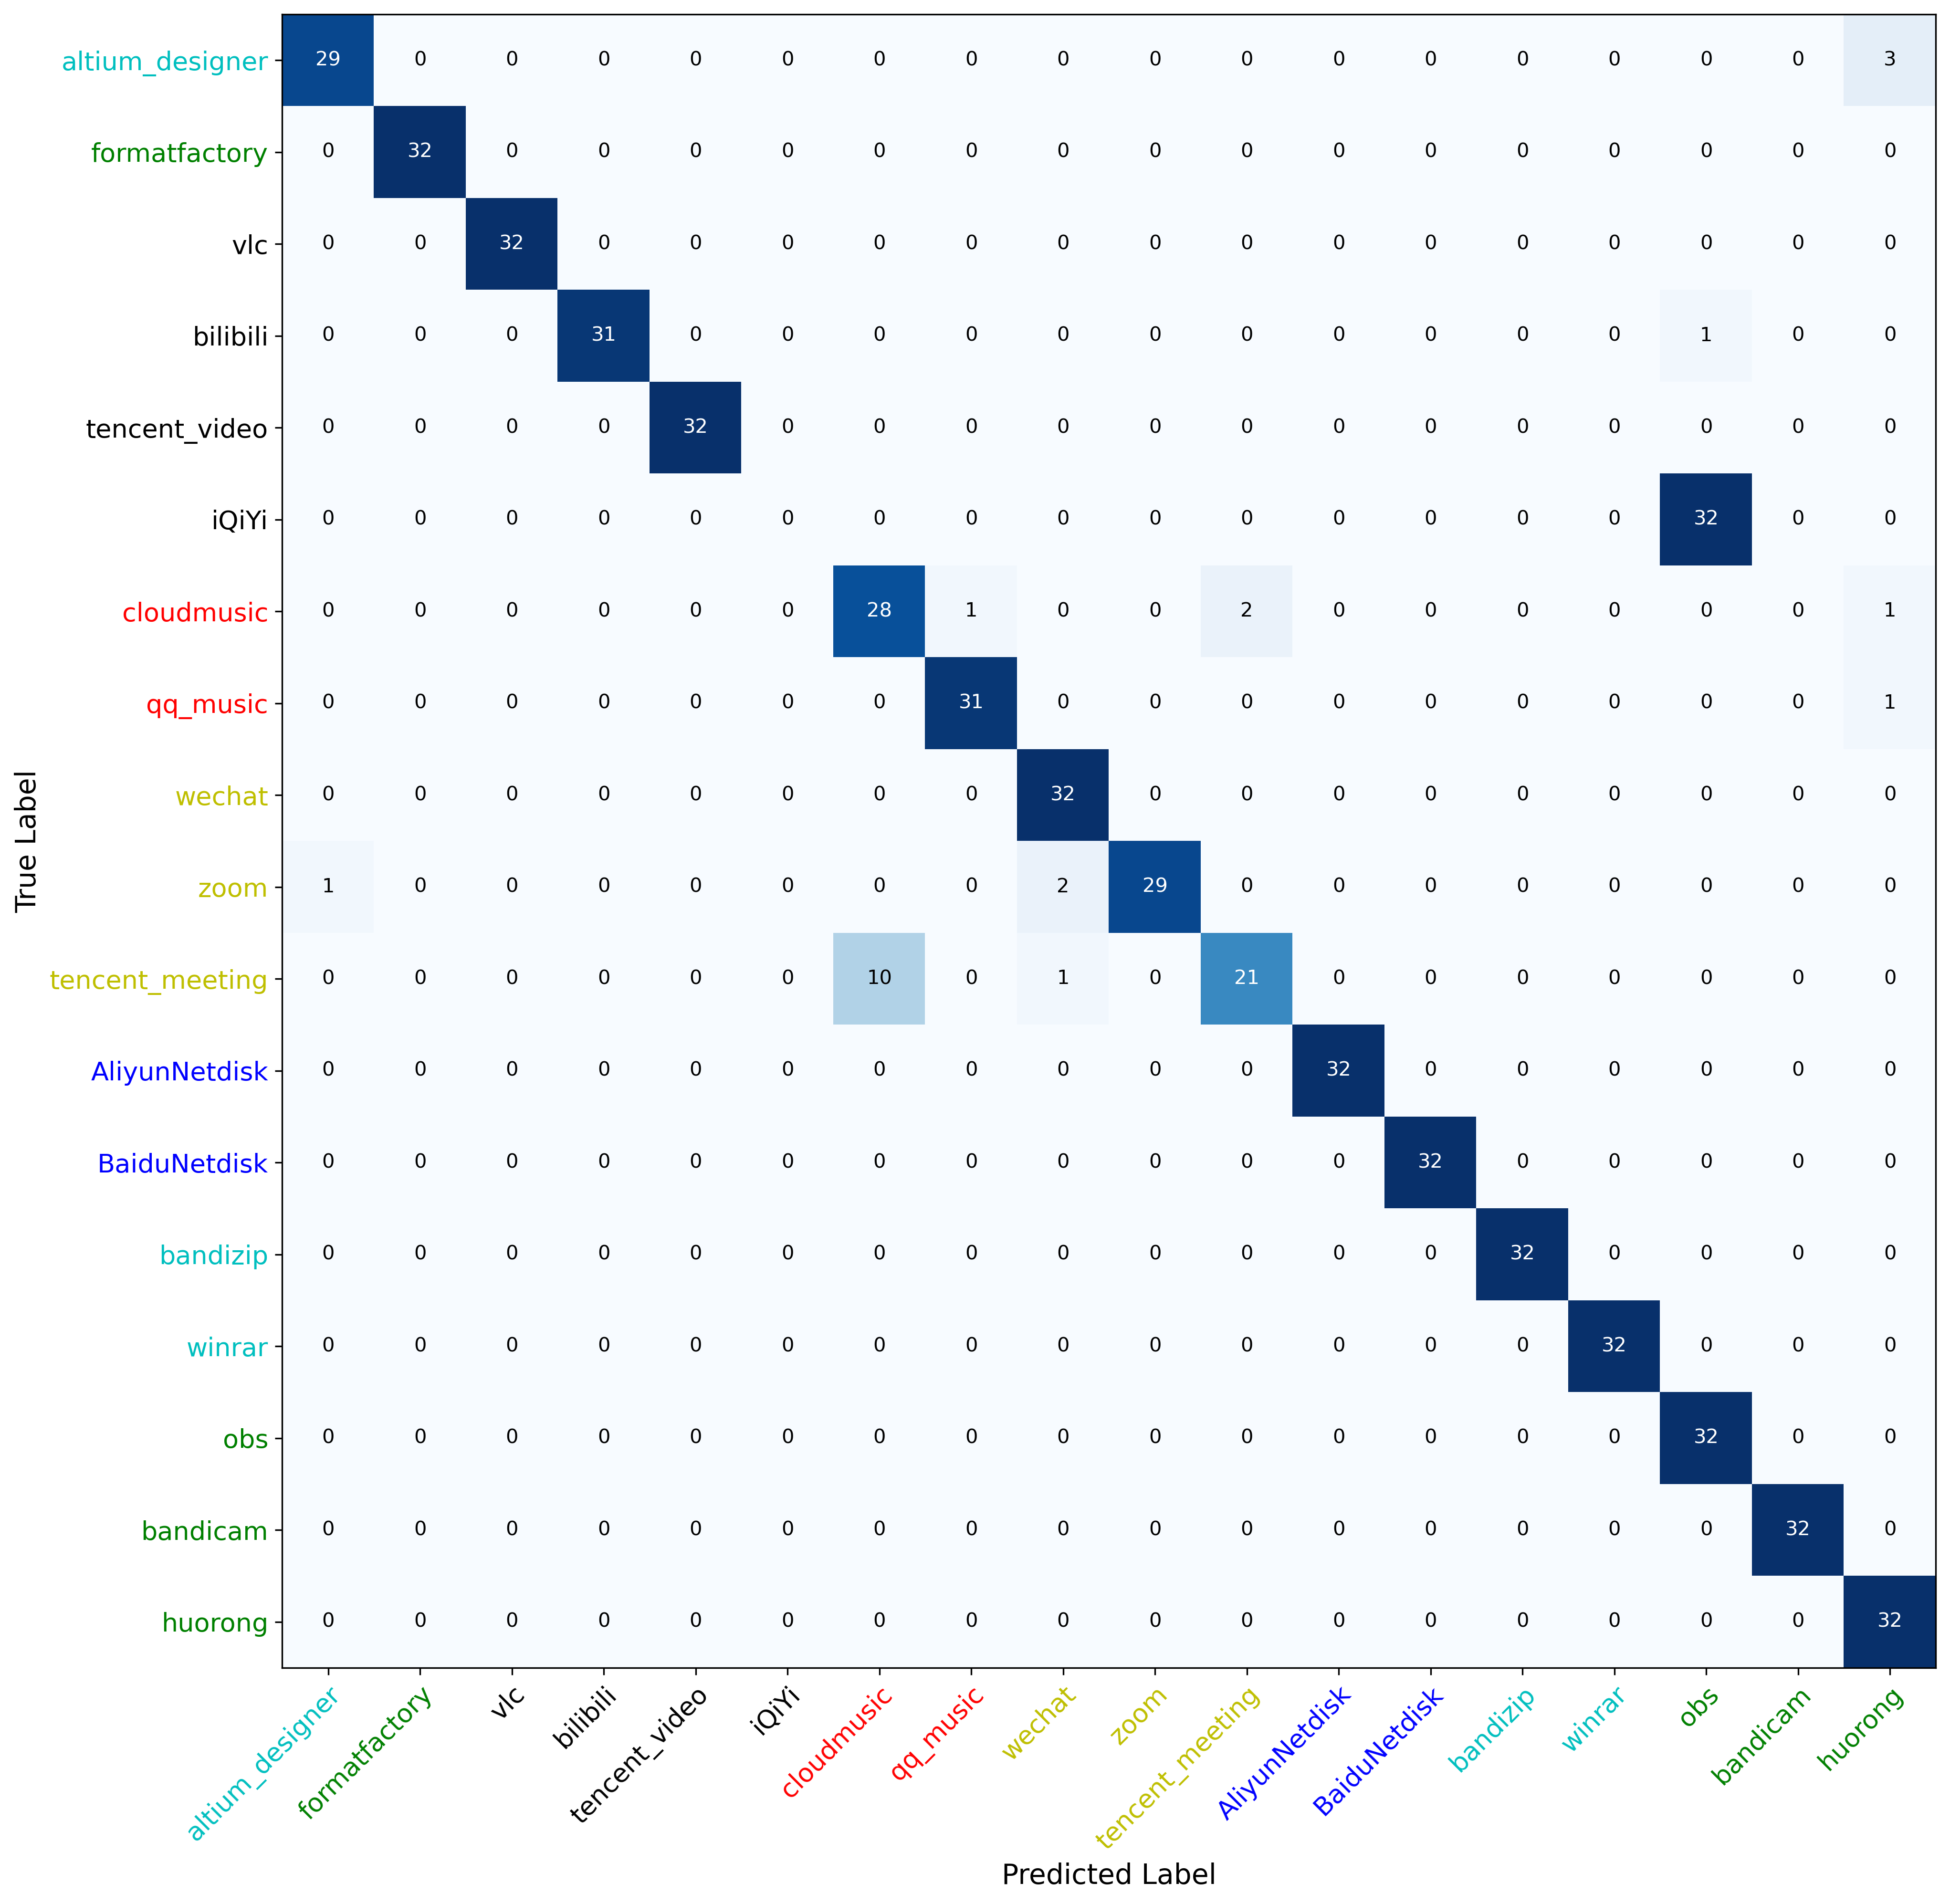 altium_designer 29 0 0 0 0 0 0 0 0 0 0 0 0 0 0 0 0 3
formatfactory 0 32 0 0 0 0 0 0 0 0 0 0 0 0 0 0 0 0
vlc 0 0 32 0 0 0 0 0 0 0 0 0 0 0 0 0 0 0
bilibili 0 0 0 31 0 0 0 0 0 0 0 0 0 0 0 1 0 0
tencent_video 0 0 0 0 32 0 0 0 0 0 0 0 0 0 0 0 0 0
iQiYi 0 0 0 0 0 0 0 0 0 0 0 0 0 0 0 32 0 0
cloudmusic 0 0 0 0 0 0 28 1 0 0 2 0 0 0 0 0 0 1
qq_music 0 0 0 0 0 0 0 31 0 0 0 0 0 0 0 0 0 1
wechat 0 0 0 0 0 0 0 0 32 0 0 0 0 0 0 0 0 0
zoom 1 0 0 0 0 0 0 0 2 29 0 0 0 0 0 0 0 0
tencent_meeting 0 0 0 0 0 0 10 0 1 0 21 0 0 0 0 0 0 0
AliyunNetdisk 0 0 0 0 0 0 0 0 0 0 0 32 0 0 0 0 0 0
BaiduNetdisk 0 0 0 0 0 0 0 0 0 0 0 0 32 0 0 0 0 0
bandizip 0 0 0 0 0 0 0 0 0 0 0 0 0 32 0 0 0 0
winrar 0 0 0 0 0 0 0 0 0 0 0 0 0 0 32 0 0 0
obs 0 0 0 0 0 0 0 0 0 0 0 0 0 0 0 32 0 0
bandicam 0 0 0 0 0 0 0 0 0 0 0 0 0 0 0 0 32 0
huorong 0 0 0 0 0 0 0 0 0 0 0 0 0 0 0 0 0 32
True Label
altium_designer
formatfactory
vlc
bilibili
tencent_video
iQiYi
cloudmusic
qq_music
wechat
zoom
tencent_meeting
AliyunNetdisk
BaiduNetdisk
bandizip
winrar
obs
bandicam
huorong
Predicted Label